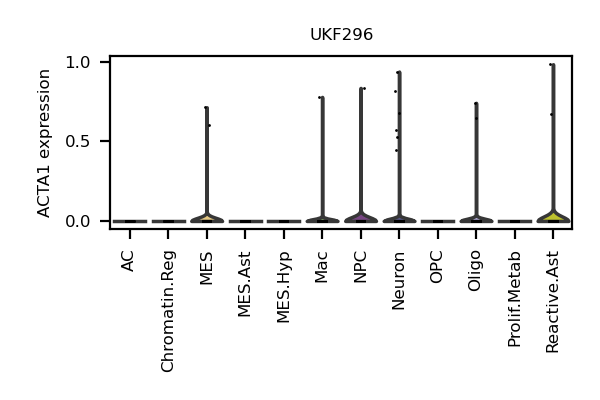 UKF296
ACTA1 expression
1.0
0.5
0.0
AC
Chromatin.Reg
MES
MES.Ast
MES.Hyp
Mac
NPC
Neuron
OPC
Oligo
Prolif.Metab
Reactive.Ast